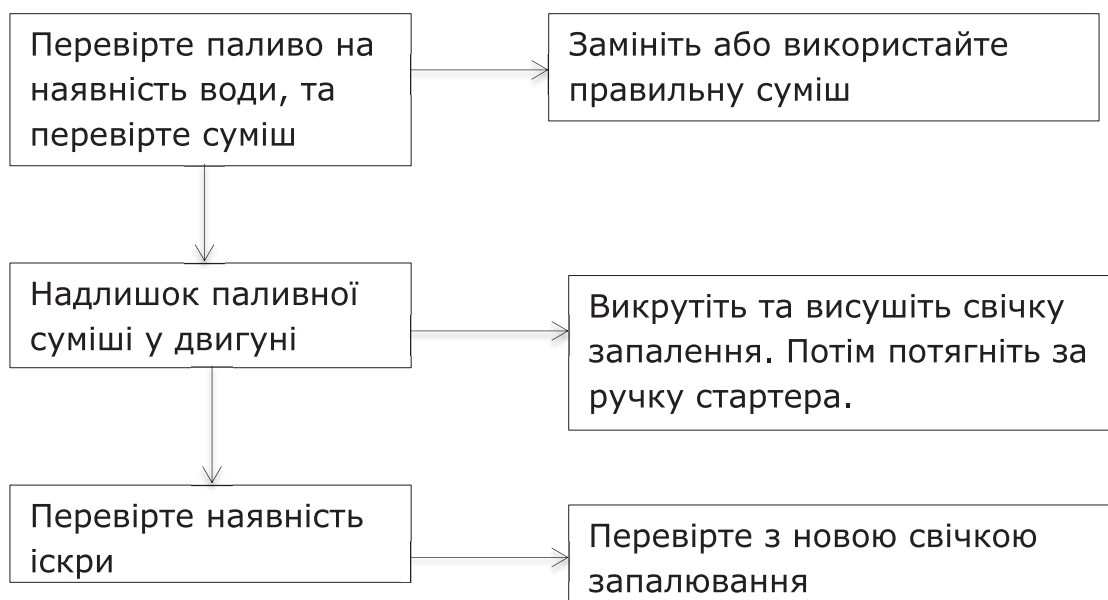 Перевірте паливо на
наявність води, та
перевірте суміш
Замініть або використайте
правильну суміш
Надлишок паливної
суміші у двигуні
Викрутіть та висушіть свічку
запалення. Потім потягніть за
ручку стартера.
Перевірте наявність
іскри
Перевірте з новою свічкою
запалювання